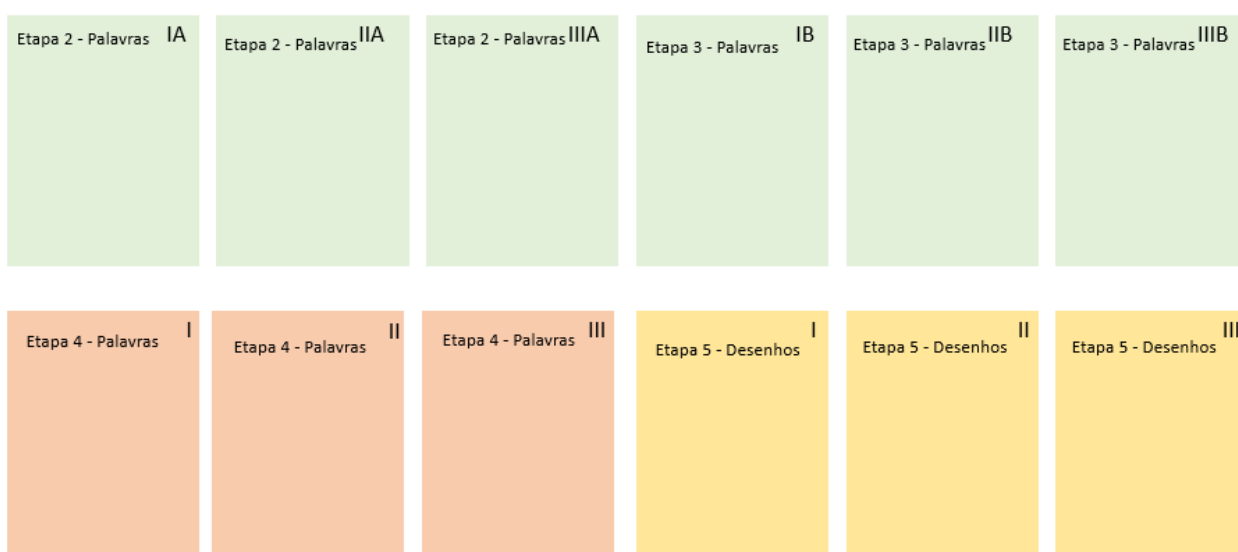 Etapa 2 - Palavras IA
Etapa 2 - Palavras IIA
Etapa 2 - Palavras IIIA
Etapa 3 - Palavras IB
Etapa 3 - Palavras IIB
Etapa 3 - Palavras IIIB
Etapa 4 - Palavras I
Etapa 4 - Palavras II
Etapa 4 - Palavras III
Etapa 5 - Desenhos I
Etapa 5 - Desenhos II
Etapa 5 - Desenhos III